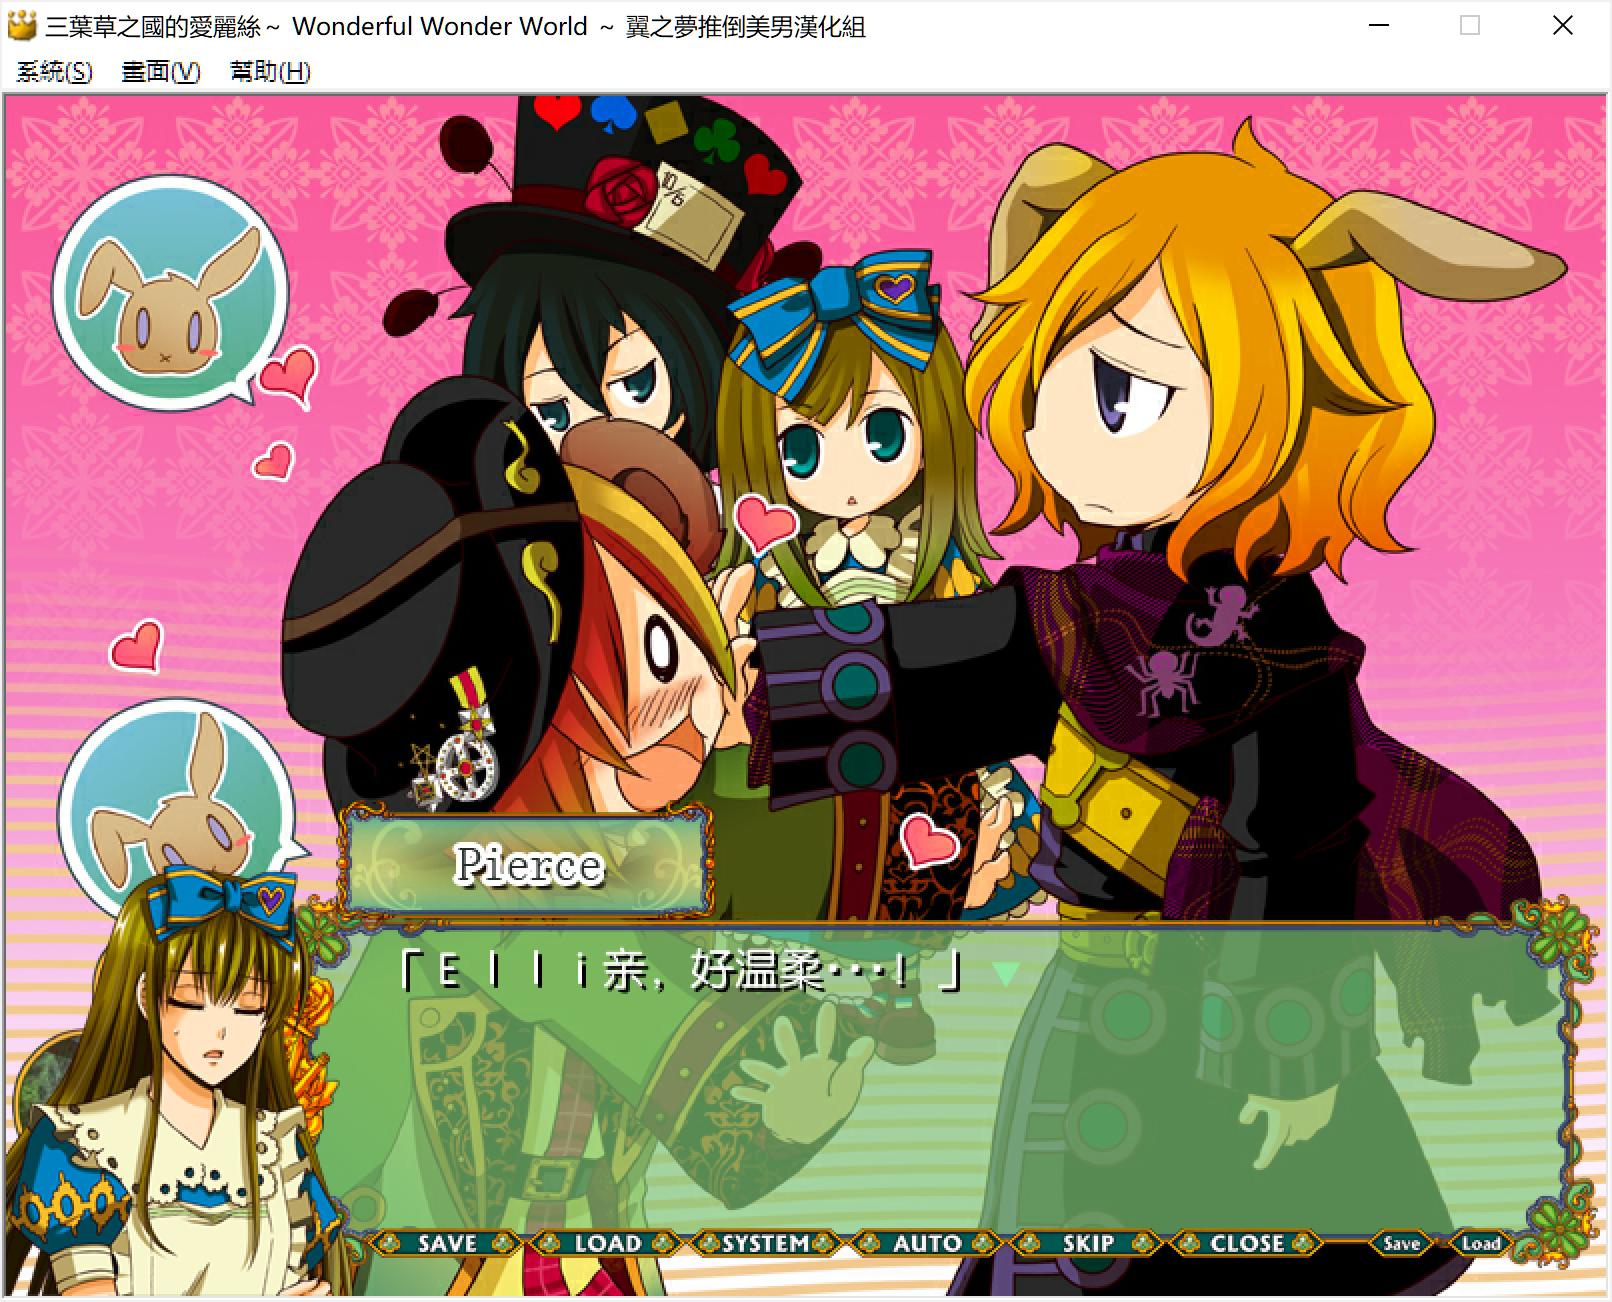 三葉草之國的愛麗絲～ Wonderful Wonder World ～ 翼之夢推倒美男漢化組
系統(S) 畫面(V) 幫助(H)
10/6
Pierce
「Ｅｌｌｉ亲，好温柔･･･！」
SAVE LOAD SYSTEM AUTO SKIP CLOSE Save Load